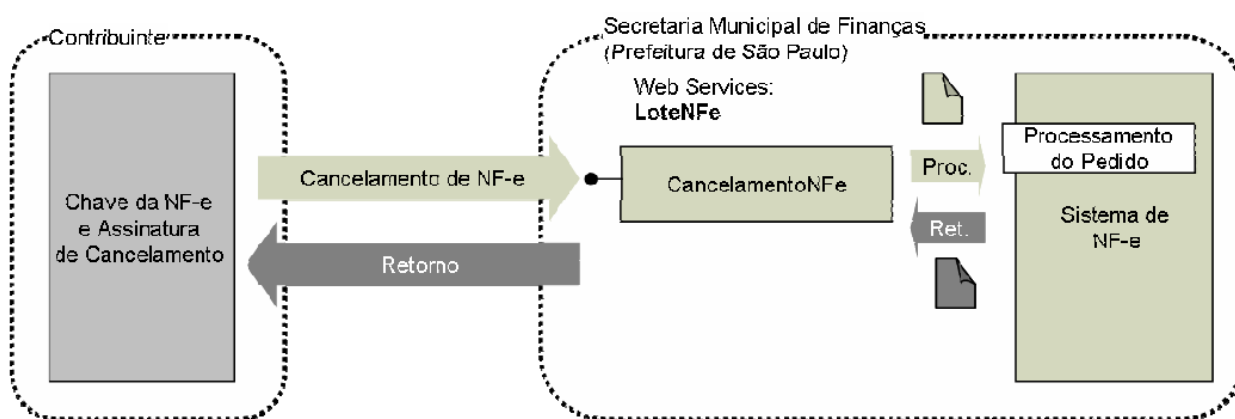 Contribuinte
Secretaria Municipal de Finanças
(Prefeitura de São Paulo)
Web Services:
LoteNFe
Chave da NF-e
e Assinatura
de Cancelamento
Cancelamento de NF-e
Retorno
CancelamentoNFe
Proc.
Ret.
Processamento
do Pedido
Sistema de
NF-e